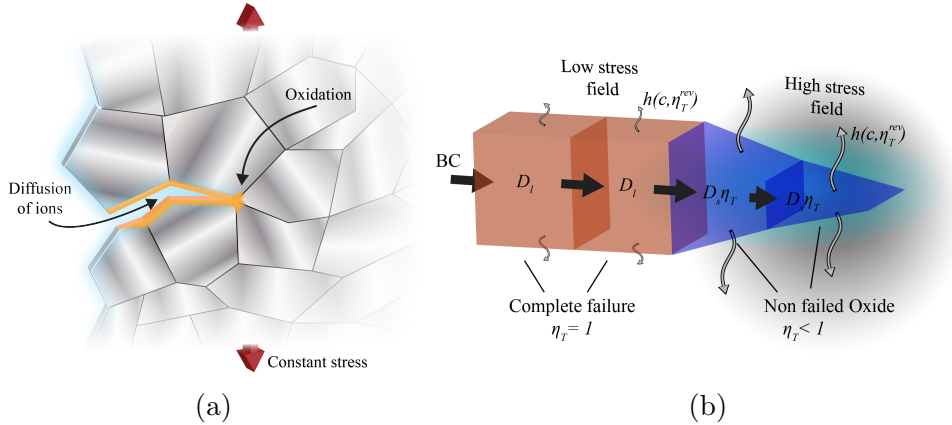 Oxidation
Diffusion
of ions
Constant stress
(a)
Low stress
field
h(c,η_T^rev)
High stress
field
h(c,η_T^rev)
BC
D_l
D_l
D_sη_T
D_sη_T
Complete failure
η_T = 1
Non failed Oxide
η_T < 1
(b)